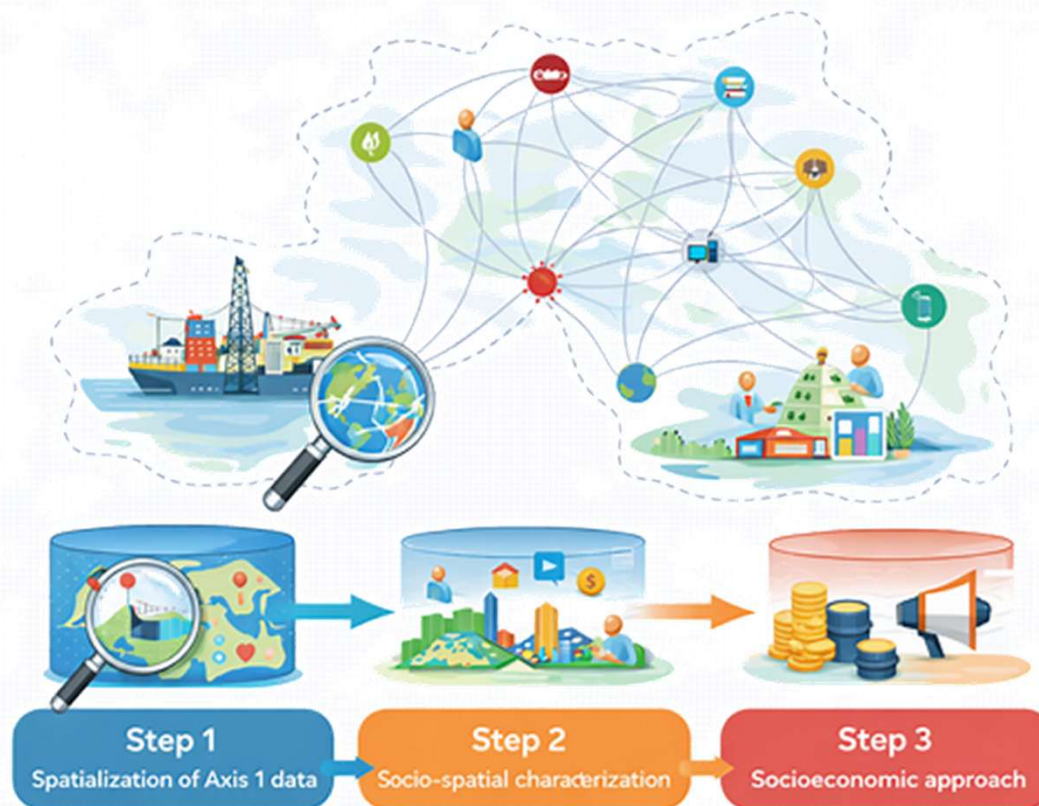 Step 1
Spatialization of Axis 1 data
Step 2
Socio-spatial characterization
Step 3
Socioeconomic approach
$